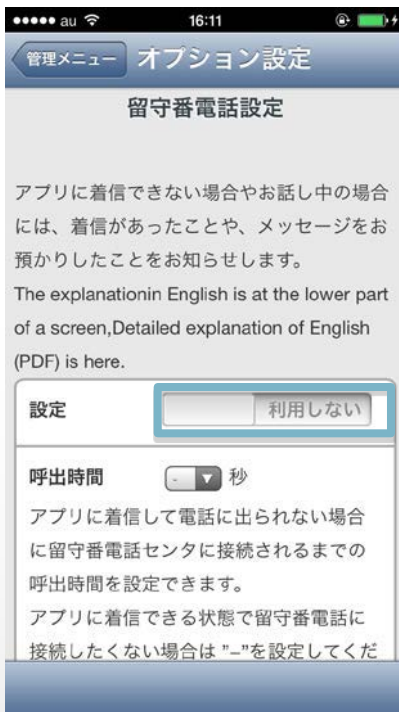 au 16:11
管理メニュー オプション設定
留守番電話設定
アプリに着信できない場合やお話し中の場合
には、着信があったことや、メッセージをお
預かりしたことをお知らせします。
The explanationin English is at the lower part
of a screen,Detailed explanation of English
(PDF) is here.
設定 利用しない
呼出時間 - 秒
アプリに着信して電話に出られない場合
に留守番電話センタに接続されるまでの
呼出時間を設定できます。
アプリに着信できる状態で留守番電話に
接続したくない場合は "–"を設定してくだ